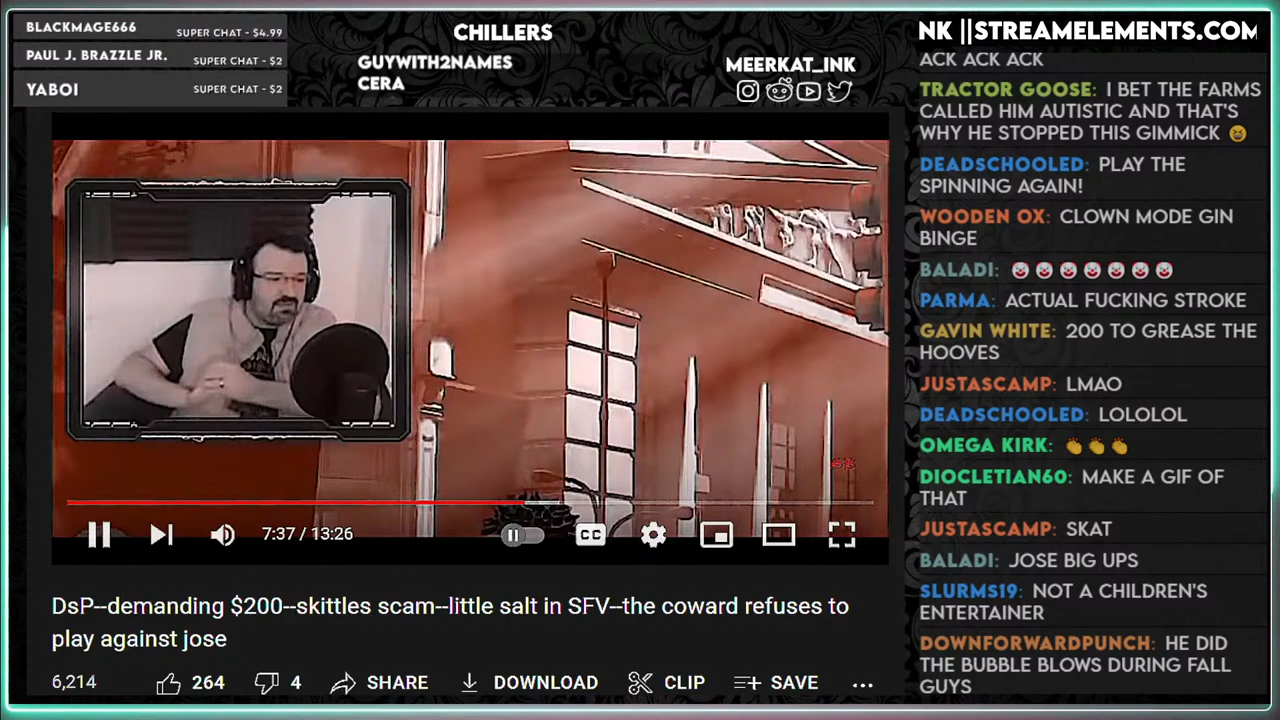 BLACKMAGE666 SUPER CHAT - $4.99
PAUL J. BRAZZLE JR. SUPER CHAT - $2
YABOI SUPER CHAT - $2
CHILLERS
GUYWITH2NAMES
CERA
MEERKAT_INK
NK ||STREAMELEMENTS.COM
ACK ACK ACK
TRACTOR GOOSE: I BET THE FARMS
CALLED HIM AUTISTIC AND THAT'S
WHY HE STOPPED THIS GIMMICK 😆
DEADSCHOOLED: PLAY THE
SPINNING AGAIN!
WOODEN OX: CLOWN MODE GIN
BINGE
BALADI: 🤡🤡🤡🤡🤡🤡🤡
PARMA: ACTUAL FUCKING STROKE
GAVIN WHITE: 200 TO GREASE THE
HOOVES
JUSTASCAMP: LMAO
DEADSCHOOLED: LOLOLOL
OMEGA KIRK: 👏👏👏
DIOCLETIAN60: MAKE A GIF OF
THAT
JUSTASCAMP: SKAT
BALADI: JOSE BIG UPS
SLURMS19: NOT A CHILDREN'S
ENTERTAINER
DOWNFORWARDPUNCH: HE DID
THE BUBBLE BLOWS DURING FALL
GUYS
7:37 / 13:26
CC
DsP--demanding $200--skittles scam--little salt in SFV--the coward refuses to
play against jose
6,214 264 4 SHARE DOWNLOAD CLIP SAVE ...